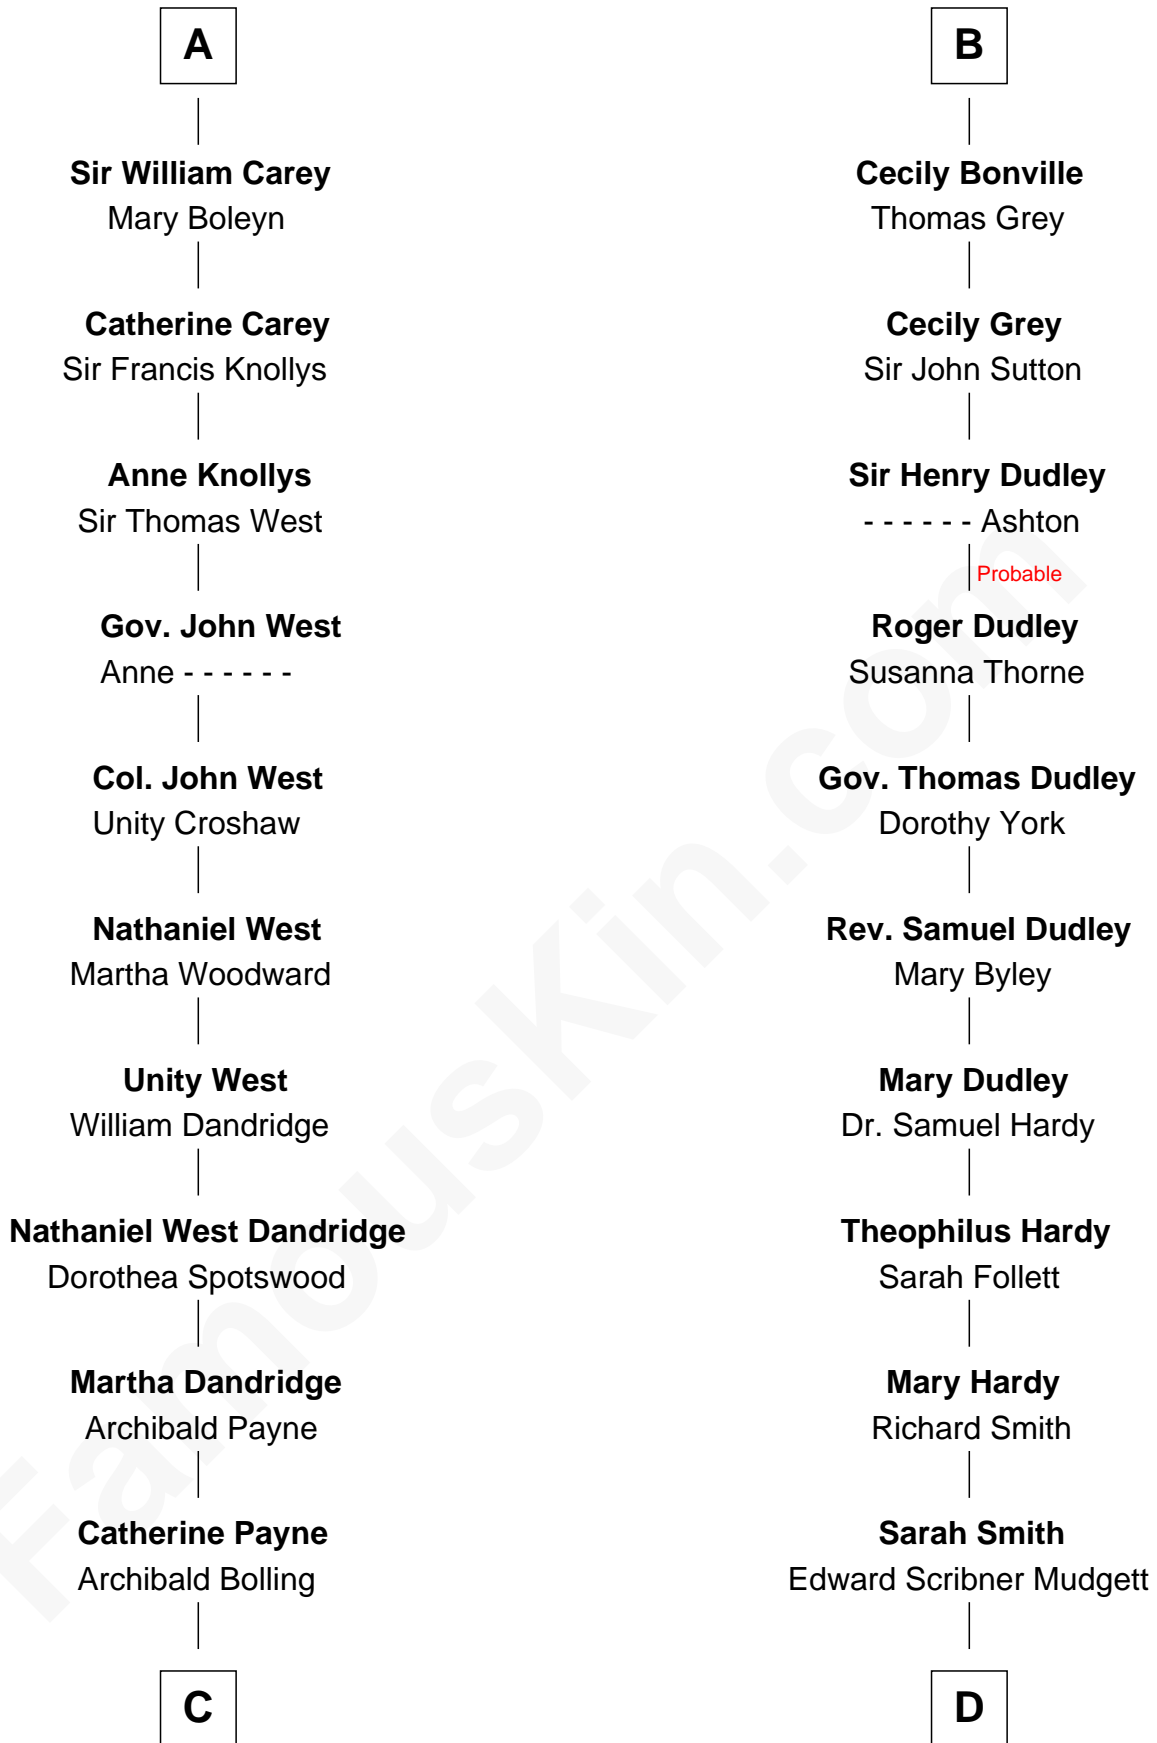 A
Sir William Carey
Mary Boleyn
Catherine Carey
Sir Francis Knollys
Anne Knollys
Sir Thomas West
Gov. John West
Anne - - - - - -
Col. John West
Unity Croshaw
Nathaniel West
Martha Woodward
Unity West
William Dandridge
Nathaniel West Dandridge
Dorothea Spotswood
Martha Dandridge
Archibald Payne
Catherine Payne
Archibald Bolling
C
B
Cecily Bonville
Thomas Grey
Cecily Grey
Sir John Sutton
Sir Henry Dudley
- - - - - - Ashton
Probable
Roger Dudley
Susanna Thorne
Gov. Thomas Dudley
Dorothy York
Rev. Samuel Dudley
Mary Byley
Mary Dudley
Dr. Samuel Hardy
Theophilus Hardy
Sarah Follett
Mary Hardy
Richard Smith
Sarah Smith
Edward Scribner Mudgett
D
FamousKin.com